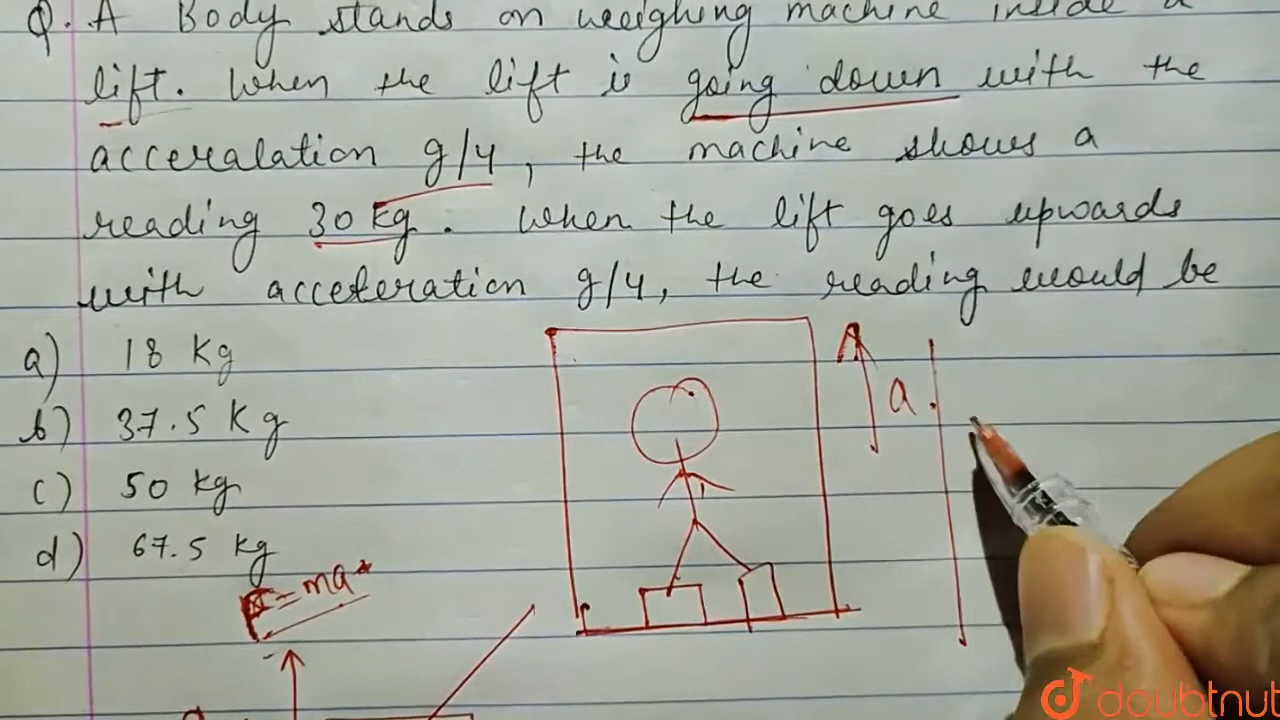 Q. A Body stands on weighing machine inside a
lift. When the lift is going down with the
acceralation g/4, the machine shows a
reading 30 kg. When the lift goes upwards
with acceleration g/4, the reading would be
a) 18 Kg
b) 37.5 Kg
c) 50 kg
d) 67.5 kg
a.
= ma
doubtnut